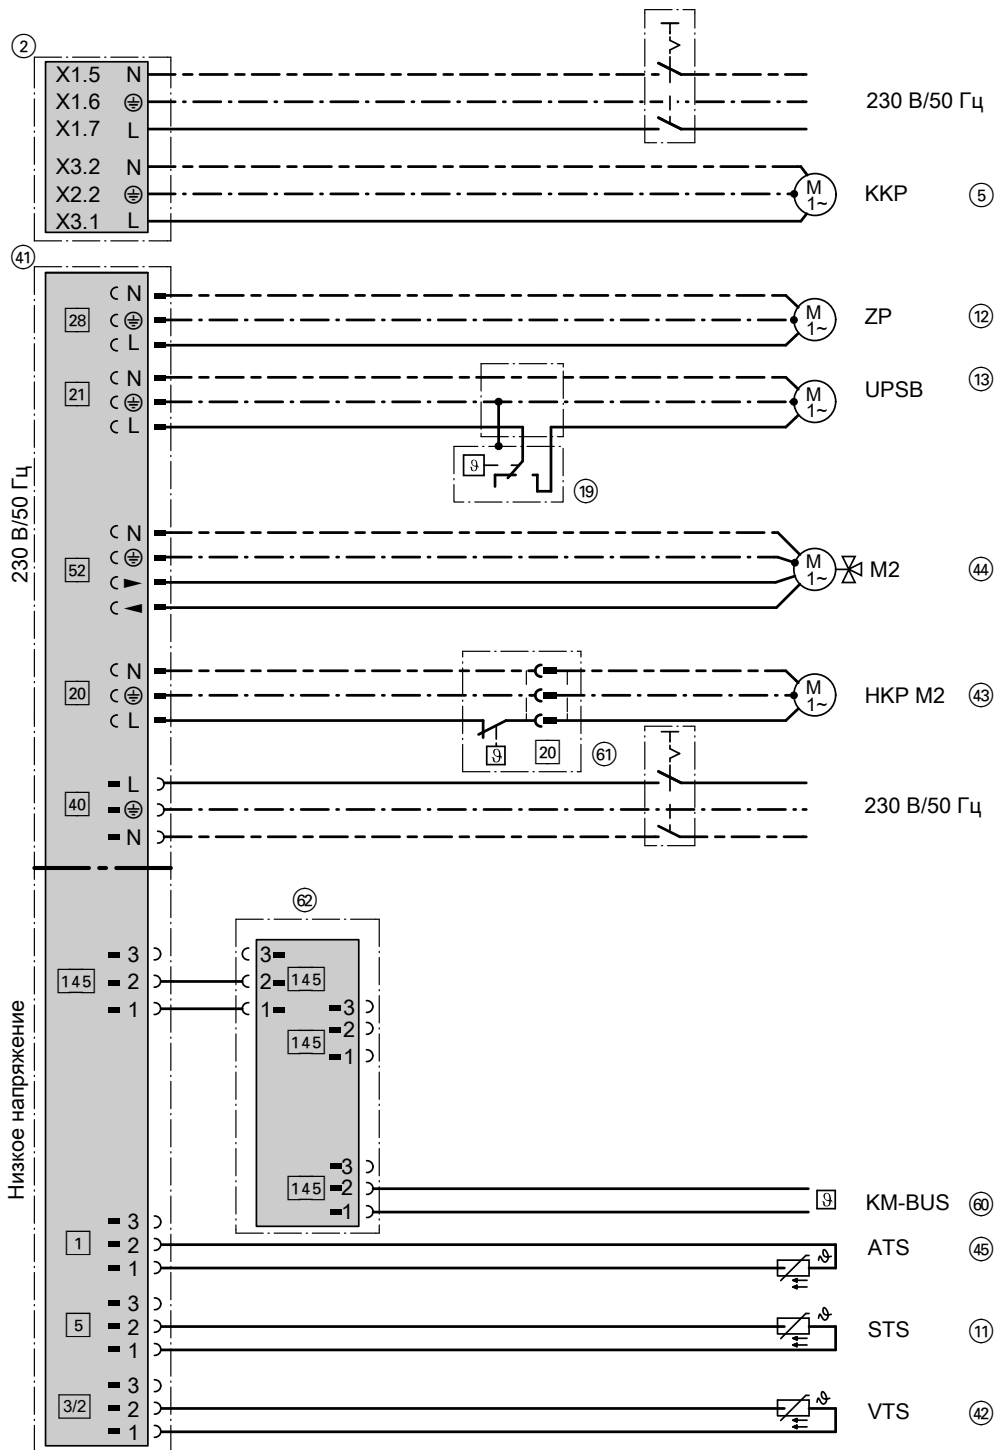 2
X1.5 N
X1.6
X1.7 L
230 В/50 Гц
X3.2 N
X2.2
X3.1 L
M
1~
KKP 5
41
230 В/50 Гц
28
N
L
M
1~
ZP 12
21
N
L
M
1~
UPSB 13
ϑ
19
52
N
M
1~
M2 44
20
N
L
M
1~
HKP M2 43
ϑ
20
61
40
L
N
230 В/50 Гц
Низкое напряжение
62
145
3
2
1
3
2
1
145
145
3
2
1
145
3
2
1
ϑ
KM-BUS 60
1
3
2
1
ϑ
ATS 45
5
3
2
1
ϑ
STS 11
3/2
3
2
1
ϑ
VTS 42